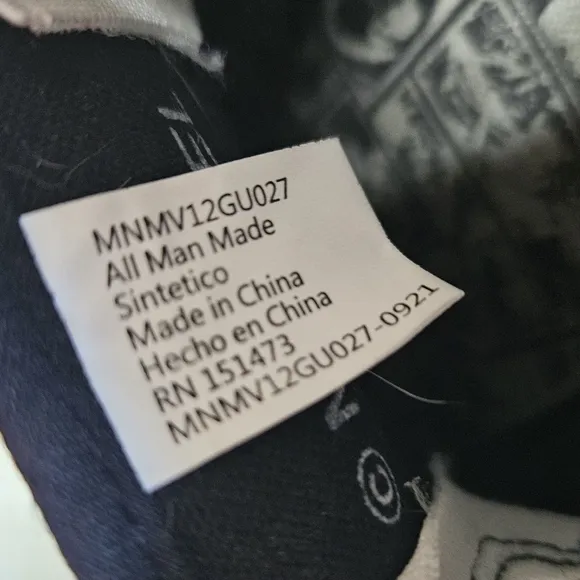 MNMV12GU027
All Man Made
Sintetico
Made in China
Hecho en China
RN 151473
MNMV12GU027-0921